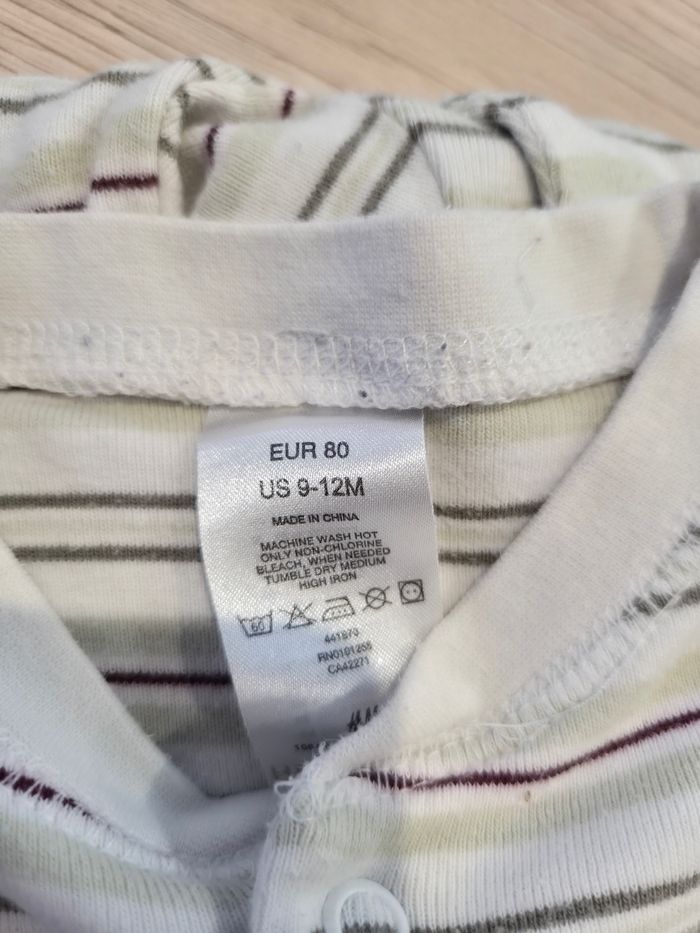 EUR 80
US 9-12M
MADE IN CHINA
MACHINE WASH HOT
ONLY NON-CHLORINE
BLEACH, WHEN NEEDED
TUMBLE DRY MEDIUM
HIGH IRON
60
441873
RN0101255
CA42271